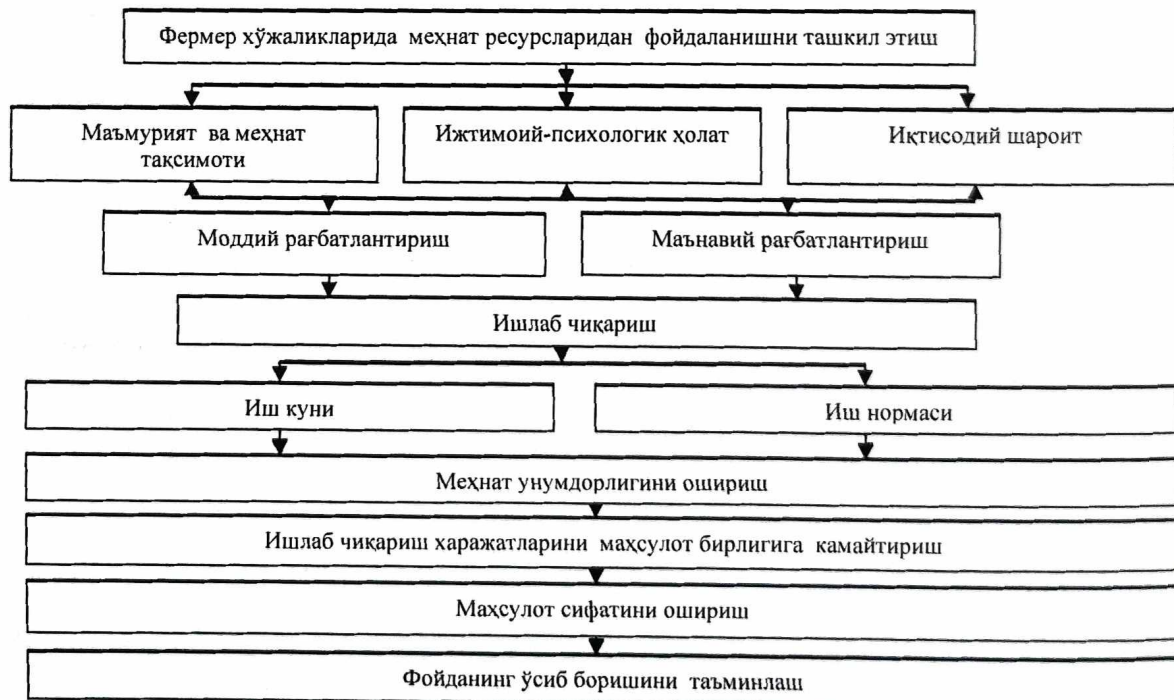 Фермер хўжаликларида меҳнат ресурсларидан фойдаланишни ташкил этиш
Маъмурият ва меҳнат
тақсимоти
Ижтимоий-психологик ҳолат
Иқтисодий шароит
Моддий рағбатлантириш
Маънавий рағбатлантириш
Ишлаб чиқариш
Иш куни
Иш нормаси
Меҳнат унумдорлигини ошириш
Ишлаб чиқариш харажатларини маҳсулот бирлигига камайтириш
Маҳсулот сифатини ошириш
Фойданинг ўсиб боришини таъминлаш